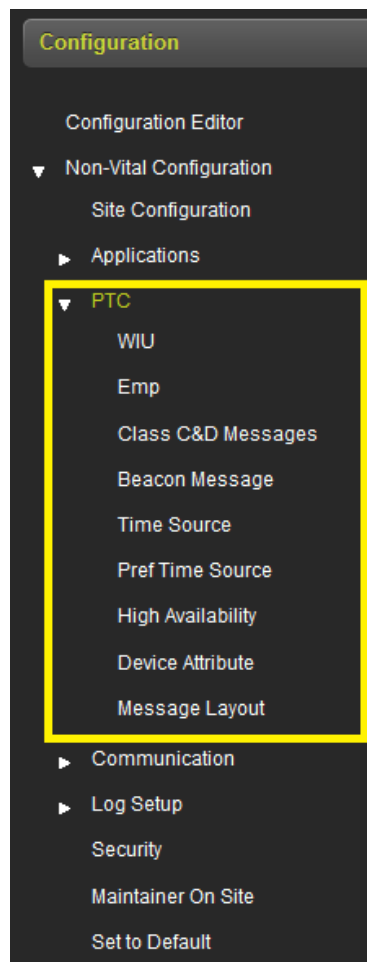 Configuration
Configuration Editor
Non-Vital Configuration
Site Configuration
Applications
PTC
WIU
Emp
Class C&D Messages
Beacon Message
Time Source
Pref Time Source
High Availability
Device Attribute
Message Layout
Communication
Log Setup
Security
Maintainer On Site
Set to Default